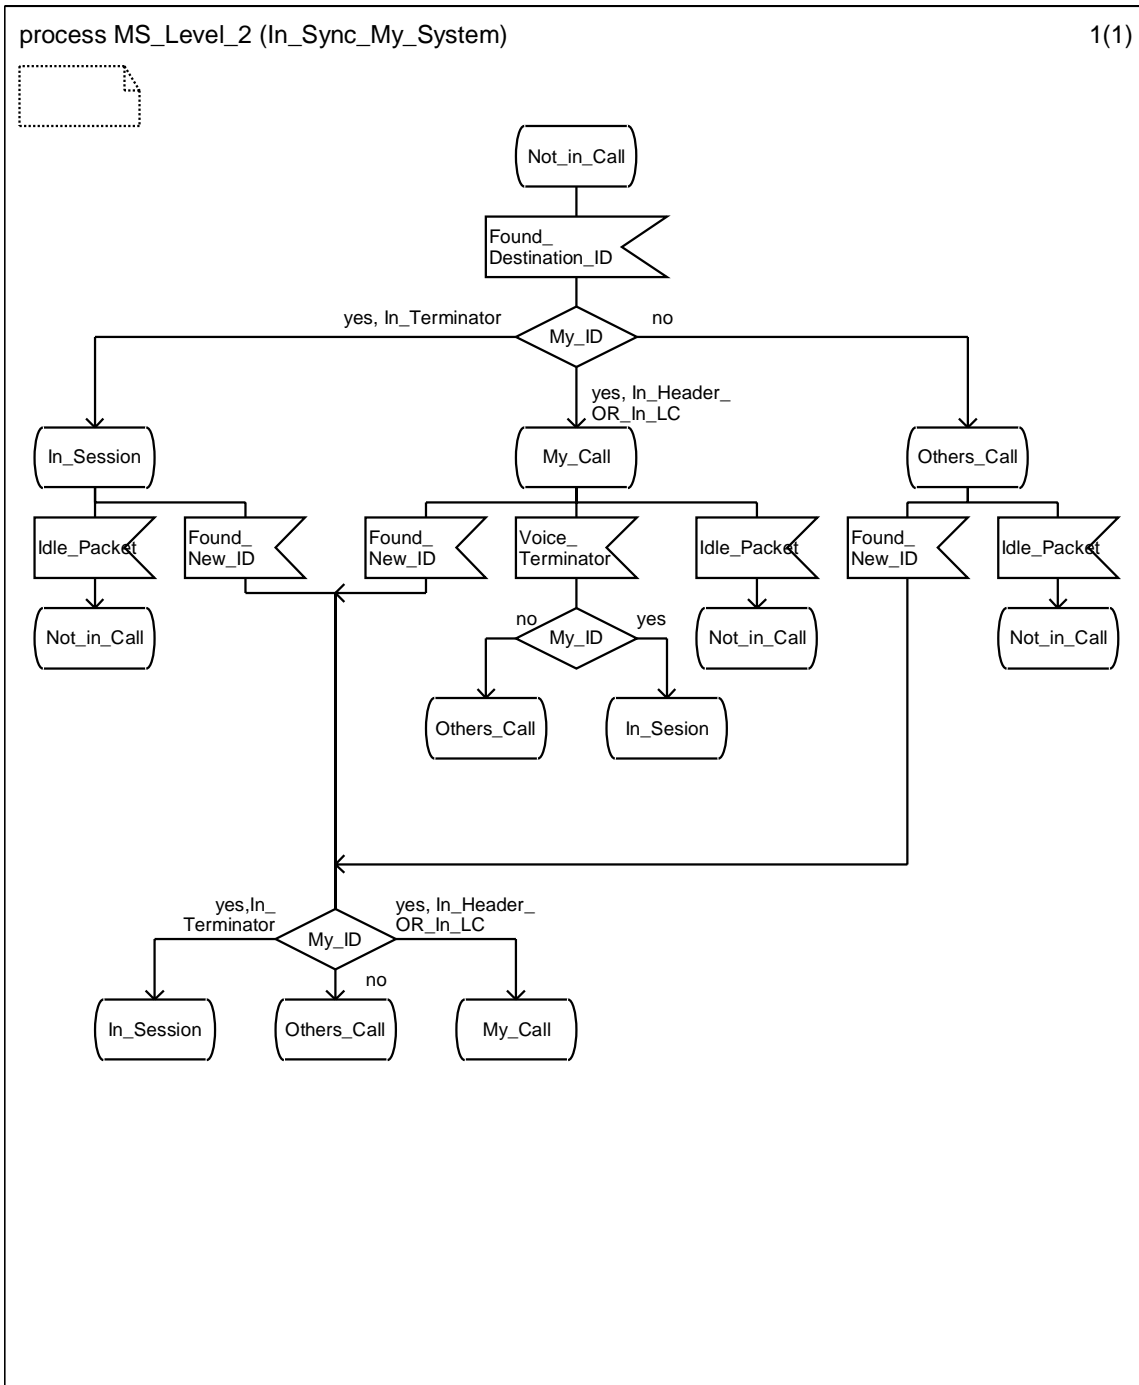 process MS_Level_2 (In_Sync_My_System)
1(1)
Not_in_Call
Found_
Destination_ID
yes, In_Terminator
My_ID
no
yes, In_Header_
OR_In_LC
In_Session
My_Call
Others_Call
Idle_Packet
Found_
New_ID
Found_
New_ID
Voice_
Terminator
Idle_Packet
Found_
New_ID
Idle_Packet
Not_in_Call
no
My_ID
yes
Not_in_Call
Not_in_Call
Others_Call
In_Sesion
yes,In_
Terminator
My_ID
yes, In_Header_
OR_In_LC
no
In_Session
Others_Call
My_Call